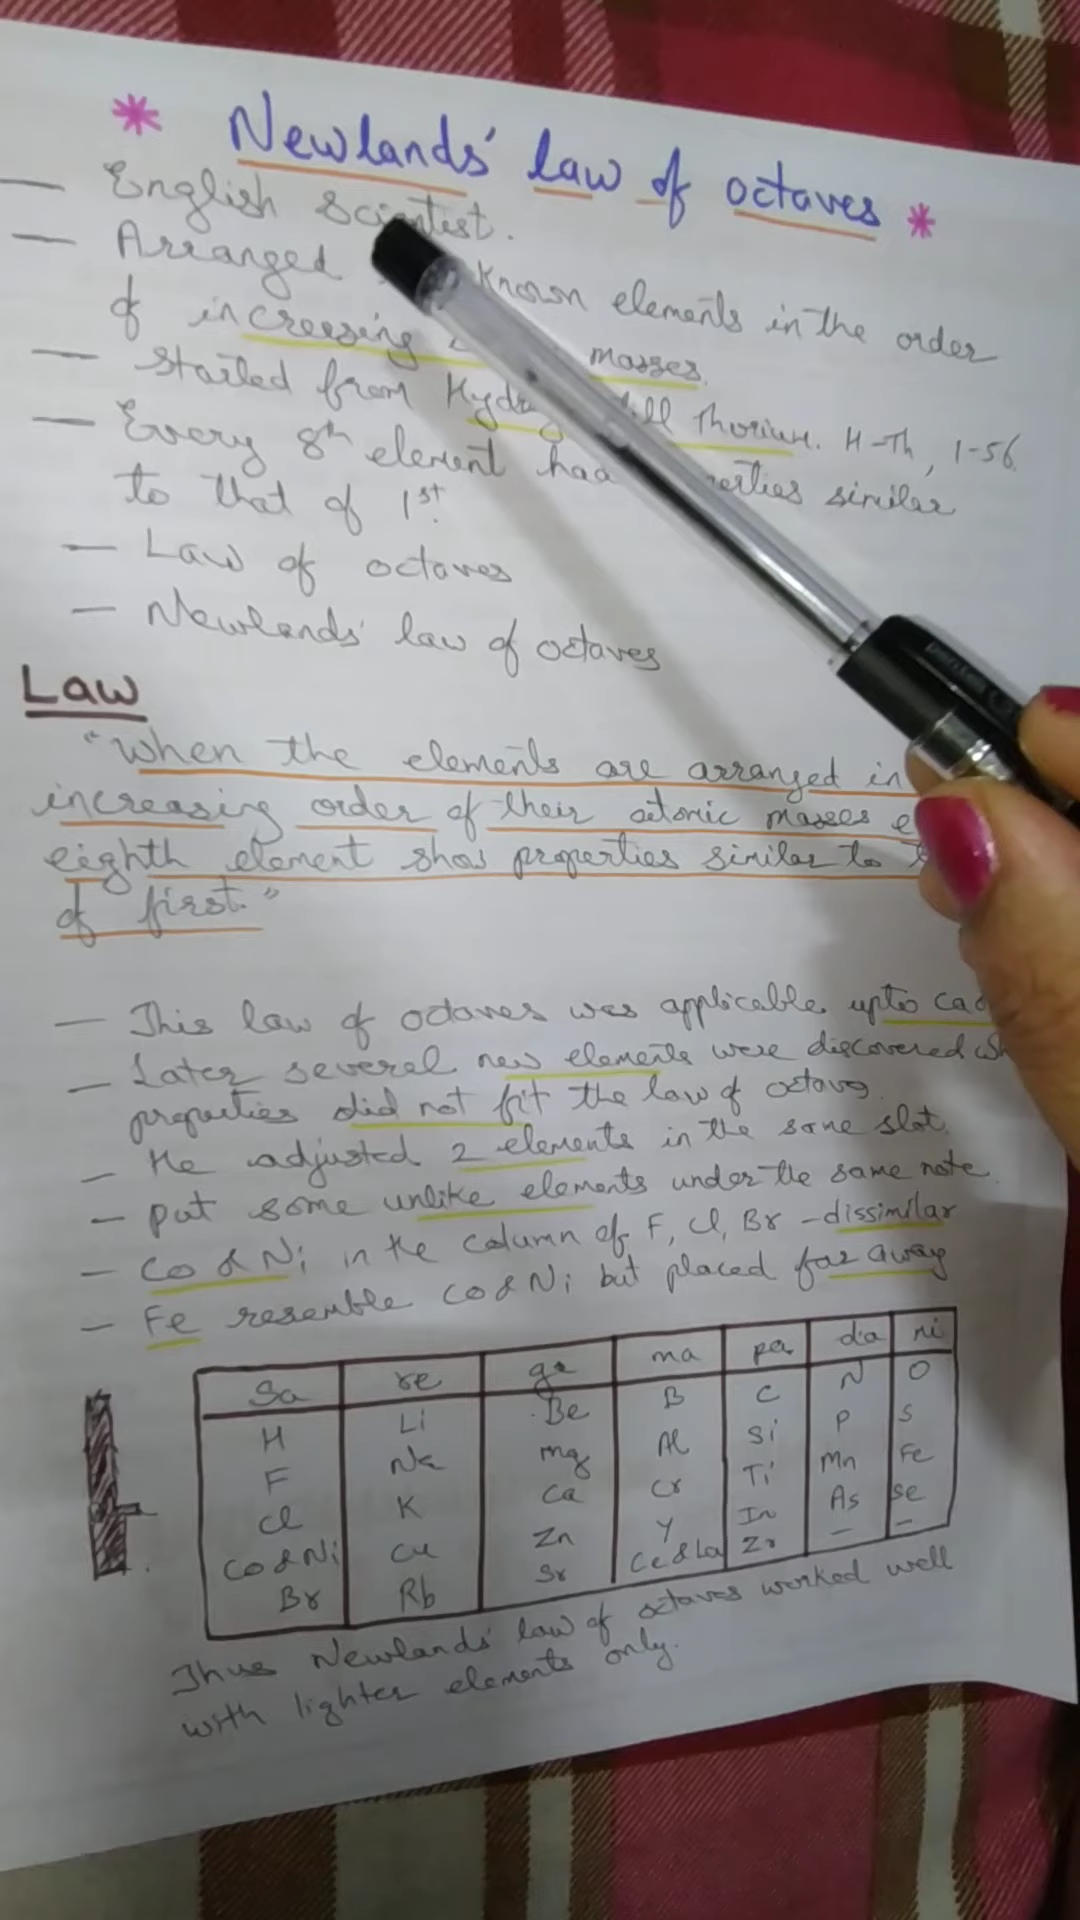 * Newlands' law of octaves *
— English Scientist.
— Arranged known elements in the order
of increasing masses.
— Started from Hydro till Thorium. H-Th, 1-56
— Every 8th element had similar
to that of 1st.
— Law of octaves
— Newlands' law of octaves
Law
"When the elements are arranged in
increasing order of their atomic masses
eighth element show properties similar to
of first."
— This law of octaves was applicable upto
— Later several new elements were discovered
properties did not fit the law of octave.
— He adjusted 2 elements in the same slot.
— put some unlike elements under the same note.
— Co & Ni in the column of F, Cl, Br - dissimilar
— Fe resemble Co & Ni but placed far away
Sa re ga ma pa da ni
H Li Be B C N O
F Na Mg Al Si P S
Cl K Ca Cr Ti Mn Fe
Co & Ni Cu Zn Y In As Se
Br Rb Sr Ce & La Zr — —
Thus Newlands' law of octaves worked well
with lighter elements only.